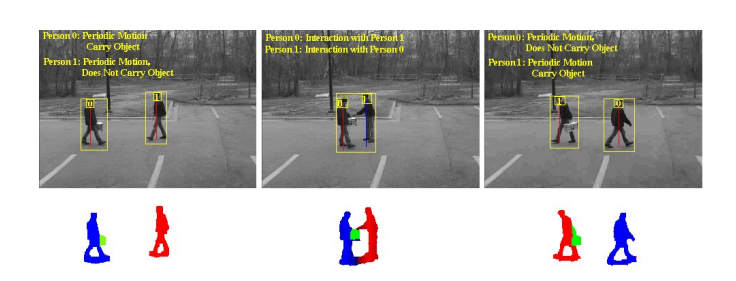 Person 0: Periodic Motion
Carry Object
Person 1: Periodic Motion,
Does Not Carry Object
0
1
Person 0: Interaction with Person 1
Person 1: Interaction with Person 0
0
1
Person 0: Periodic Motion,
Does Not Carry Object
Person 1: Periodic Motion
Carry Object
1
0